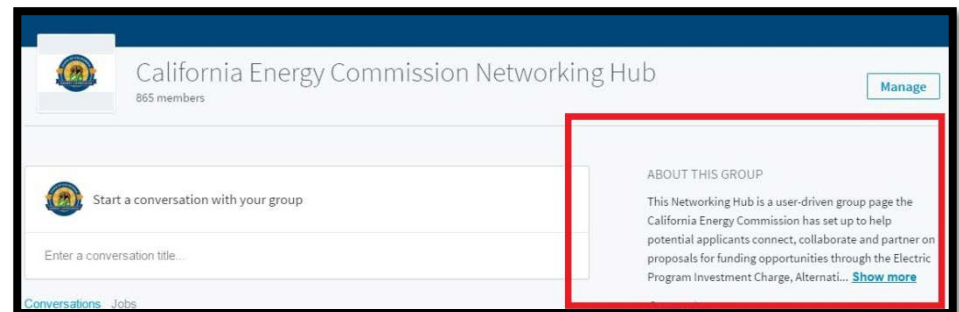 California Energy Commission Networking Hub
865 members
Manage
Start a conversation with your group
Enter a conversation title...
Conversations Jobs
ABOUT THIS GROUP
This Networking Hub is a user-driven group page the
California Energy Commission has set up to help
potential applicants connect, collaborate and partner on
proposals for funding opportunities through the Electric
Program Investment Charge, Alternati... Show more